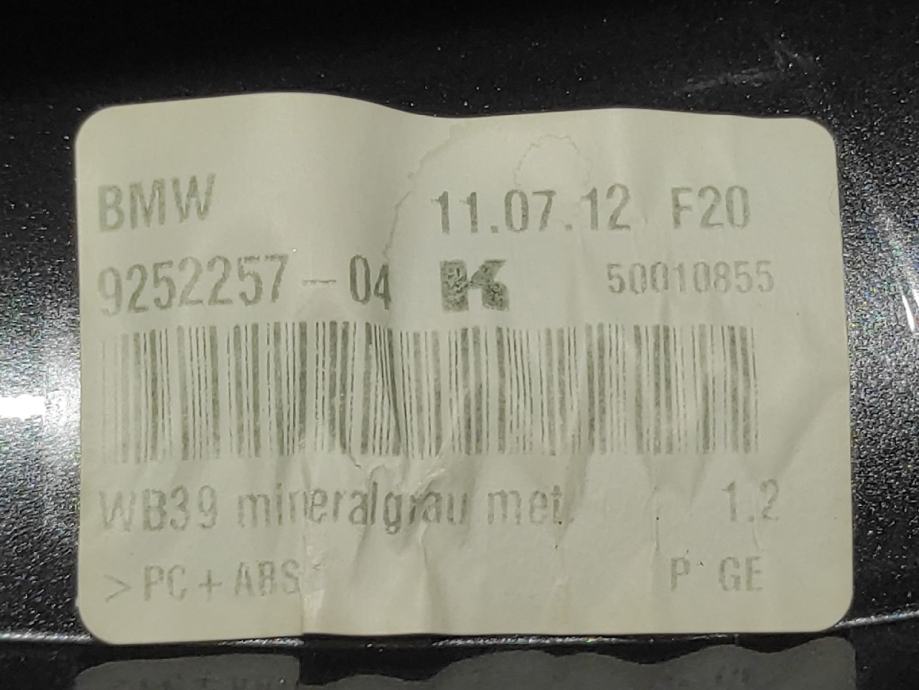 BMW 11.07.12 F20
9252257-04 K 50010855
WB39 mineralgrau met. 1.2
>PC+ABS P GE